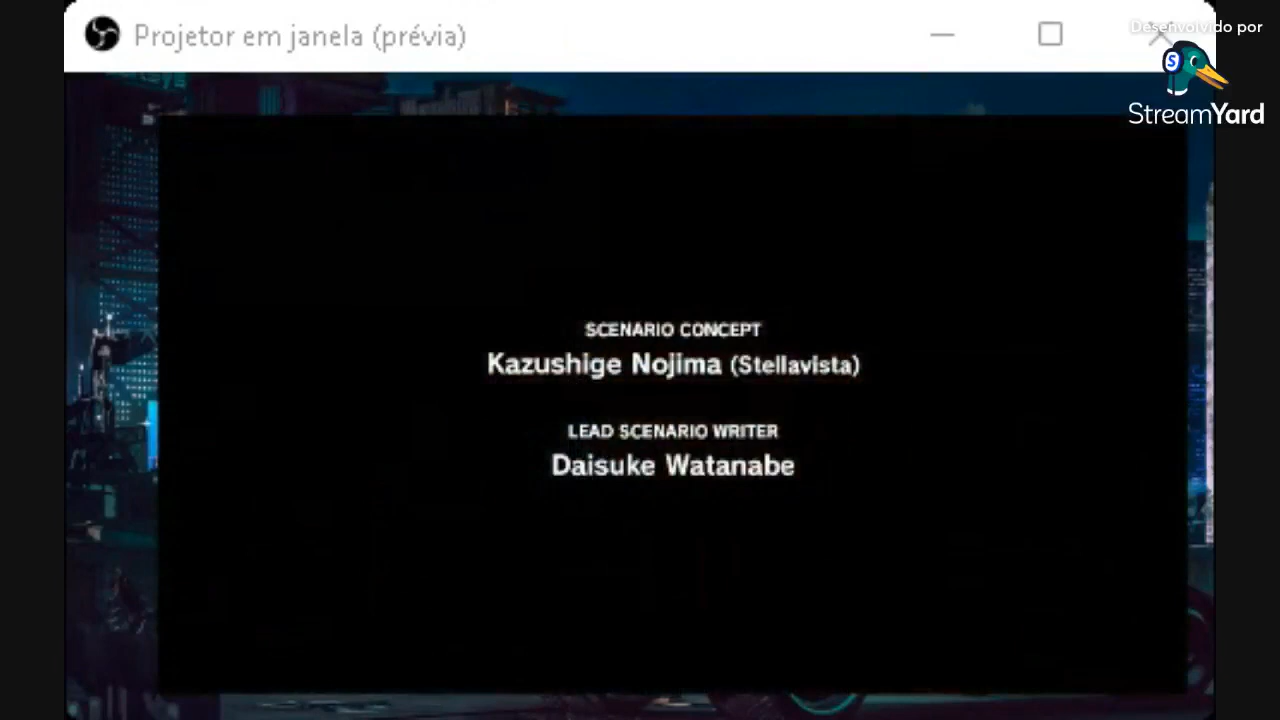 Projetor em janela (prévia)
Desenvolvido por
StreamYard
SCENARIO CONCEPT
Kazushige Nojima (Stellavista)
LEAD SCENARIO WRITER
Daisuke Watanabe